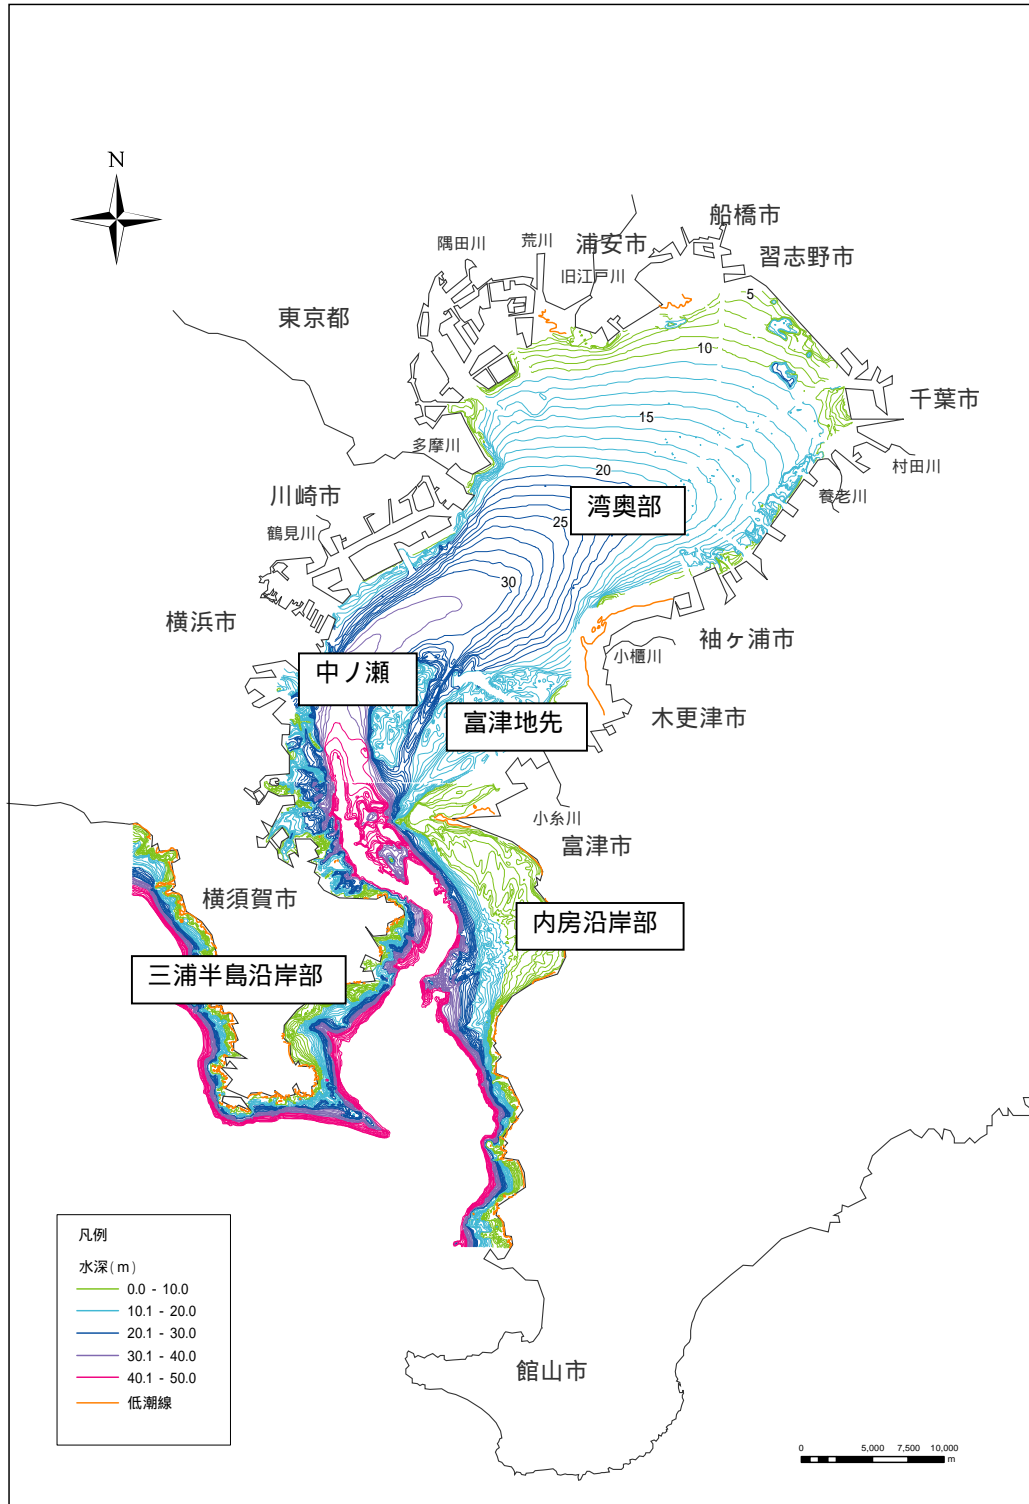 N
船橋市
浦安市
荒川
隅田川
習志野市
旧江戸川
5
東京都
10
千葉市
15
多摩川
村田川
20
川崎市
養老川
湾奥部
25
鶴見川
30
横浜市
袖ヶ浦市
小櫃川
中ノ瀬
木更津市
富津地先
小糸川
富津市
横須賀市
内房沿岸部
三浦半島沿岸部
凡例
水深(m)
0.0 - 10.0
10.1 - 20.0
20.1 - 30.0
30.1 - 40.0
40.1 - 50.0
低潮線
館山市
0 5,000 7,500 10,000
m